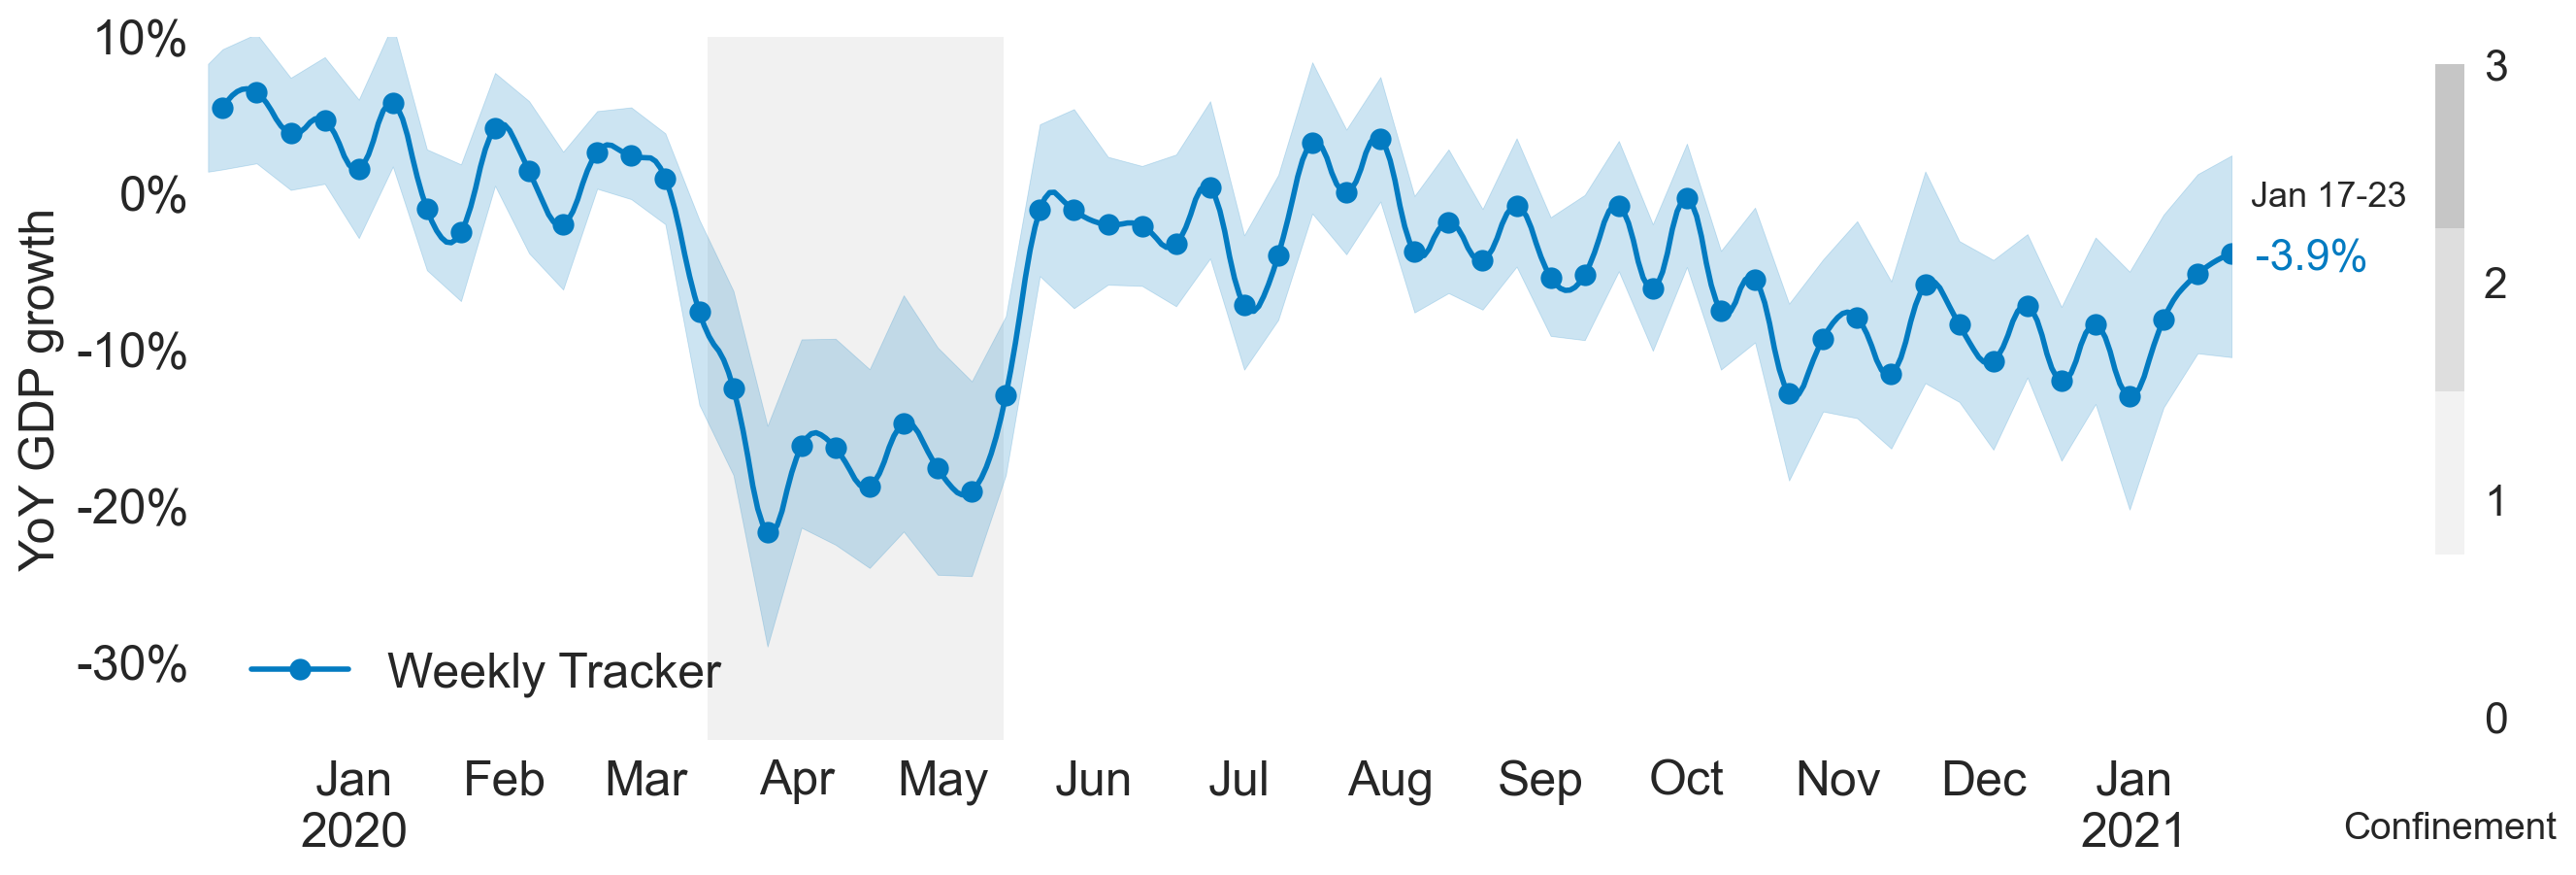 10%
0%
-10%
-20%
-30%
YoY GDP growth
Weekly Tracker
Jan Feb Mar Apr May Jun Jul Aug Sep Oct Nov Dec Jan
2020 2021
Jan 17-23
-3.9%
3
2
1
0
Confinement